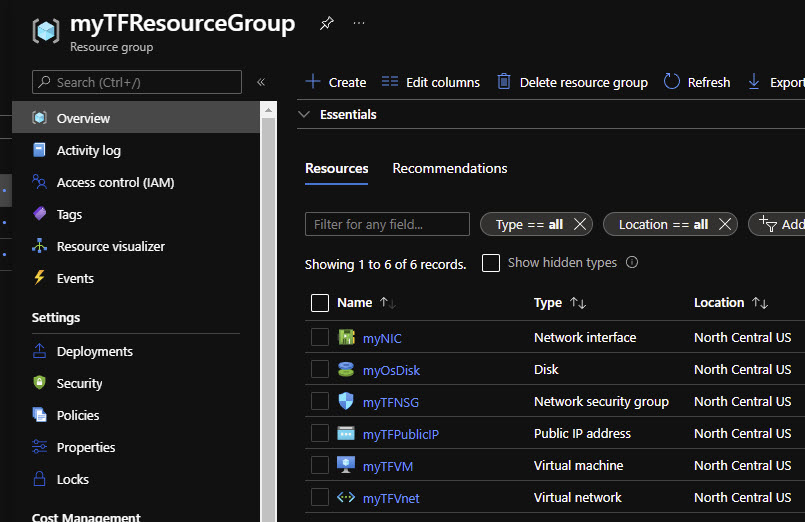 myTFResourceGroup
Resource group
Search (Ctrl+/)
Overview
Activity log
Access control (IAM)
Tags
Resource visualizer
Events
Settings
Deployments
Security
Policies
Properties
Locks
Cost Management
Create Edit columns Delete resource group Refresh Export
Essentials
Resources Recommendations
Filter for any field... Type == all Location == all Add
Showing 1 to 6 of 6 records. Show hidden types
Name Type Location
myNIC Network interface North Central US
myOsDisk Disk North Central US
myTFNSG Network security group North Central US
myTFPublicIP Public IP address North Central US
myTFVM Virtual machine North Central US
myTFVnet Virtual network North Central US